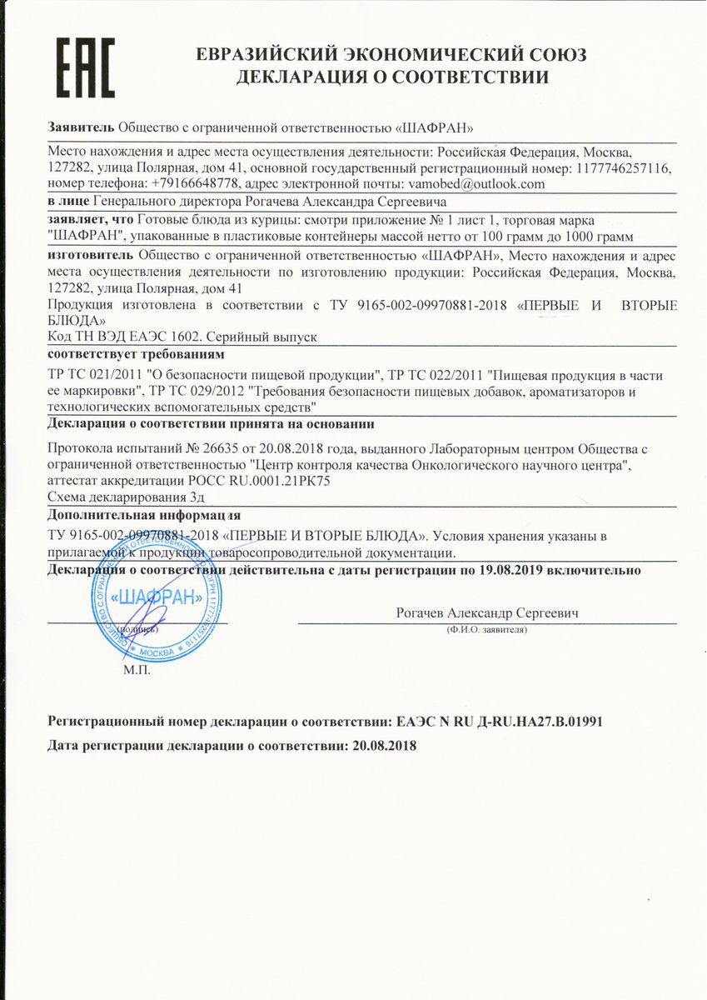 EAC
ЕВРАЗИЙСКИЙ ЭКОНОМИЧЕСКИЙ СОЮЗ
ДЕКЛАРАЦИЯ О СООТВЕТСТВИИ
Заявитель Общество с ограниченной ответственностью «ШАФРАН»
Место нахождения и адрес места осуществления деятельности: Российская Федерация, Москва,
127282, улица Полярная, дом 41, основной государственный регистрационный номер: 1177746257116,
номер телефона: +79166648778, адрес электронной почты: vamobed@outlook.com
в лице Генерального директора Рогачева Александра Сергеевича
заявляет, что Готовые блюда из курицы: смотри приложение № 1 лист 1, торговая марка
"ШАФРАН", упакованные в пластиковые контейнеры массой нетто от 100 грамм до 1000 грамм
изготовитель Общество с ограниченной ответственностью «ШАФРАН», Место нахождения и адрес
места осуществления деятельности по изготовлению продукции: Российская Федерация, Москва,
127282, улица Полярная, дом 41
Продукция изготовлена в соответствии с ТУ 9165-002-09970881-2018 «ПЕРВЫЕ И ВТОРЫЕ
БЛЮДА»
Код ТН ВЭД ЕАЭС 1602. Серийный выпуск
соответствует требованиям
ТР ТС 021/2011 "О безопасности пищевой продукции", ТР ТС 022/2011 "Пищевая продукция в части
ее маркировки", ТР ТС 029/2012 "Требования безопасности пищевых добавок, ароматизаторов и
технологических вспомогательных средств"
Декларация о соответствии принята на основании
Протокола испытаний № 26635 от 20.08.2018 года, выданного Лабораторным центром Общества с
ограниченной ответственностью "Центр контроля качества Онкологического научного центра",
аттестат аккредитации РОСС RU.0001.21РК75
Схема декларирования 3д
Дополнительная информация
ТУ 9165-002-09970881-2018 «ПЕРВЫЕ И ВТОРЫЕ БЛЮДА». Условия хранения указаны в
прилагаемой к продукции товаросопроводительной документации.
Декларация о соответствии действительна с даты регистрации по 19.08.2019 включительно
ОБЩЕСТВО С ОГРАНИЧЕННОЙ ОТВЕТСТВЕННОСТЬЮ ОГРН 1177746257116
«ШАФРАН»
* МОСКВА *
Рогачев Александр Сергеевич
(подпись)
(Ф.И.О. заявителя)
М.П.
Регистрационный номер декларации о соответствии: ЕАЭС N RU Д-RU.НА27.В.01991
Дата регистрации декларации о соответствии: 20.08.2018